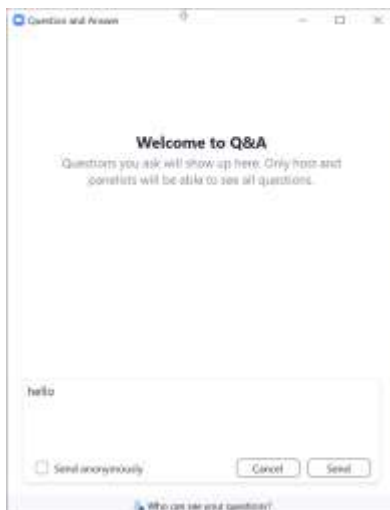 Question and Answer
Welcome to Q&A
Questions you ask will show up here. Only host and
panelists will be able to see all questions.
hello
Send anonymously
Cancel
Send
Who can see your questions?